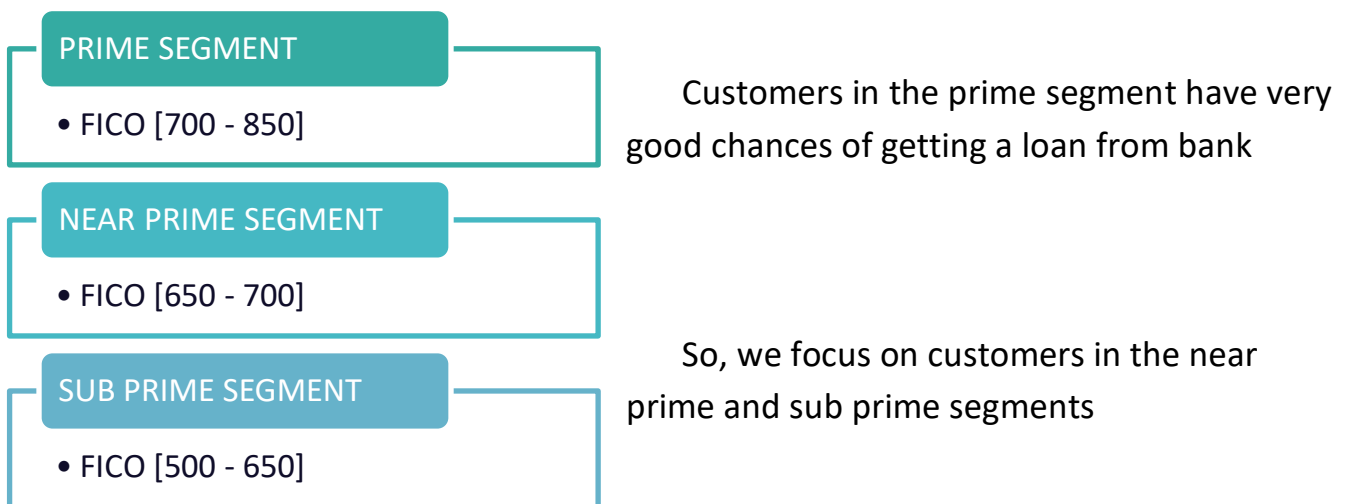 PRIME SEGMENT
• FICO [700 - 850]
Customers in the prime segment have very
good chances of getting a loan from bank
NEAR PRIME SEGMENT
• FICO [650 - 700]
So, we focus on customers in the near
prime and sub prime segments
SUB PRIME SEGMENT
• FICO [500 - 650]